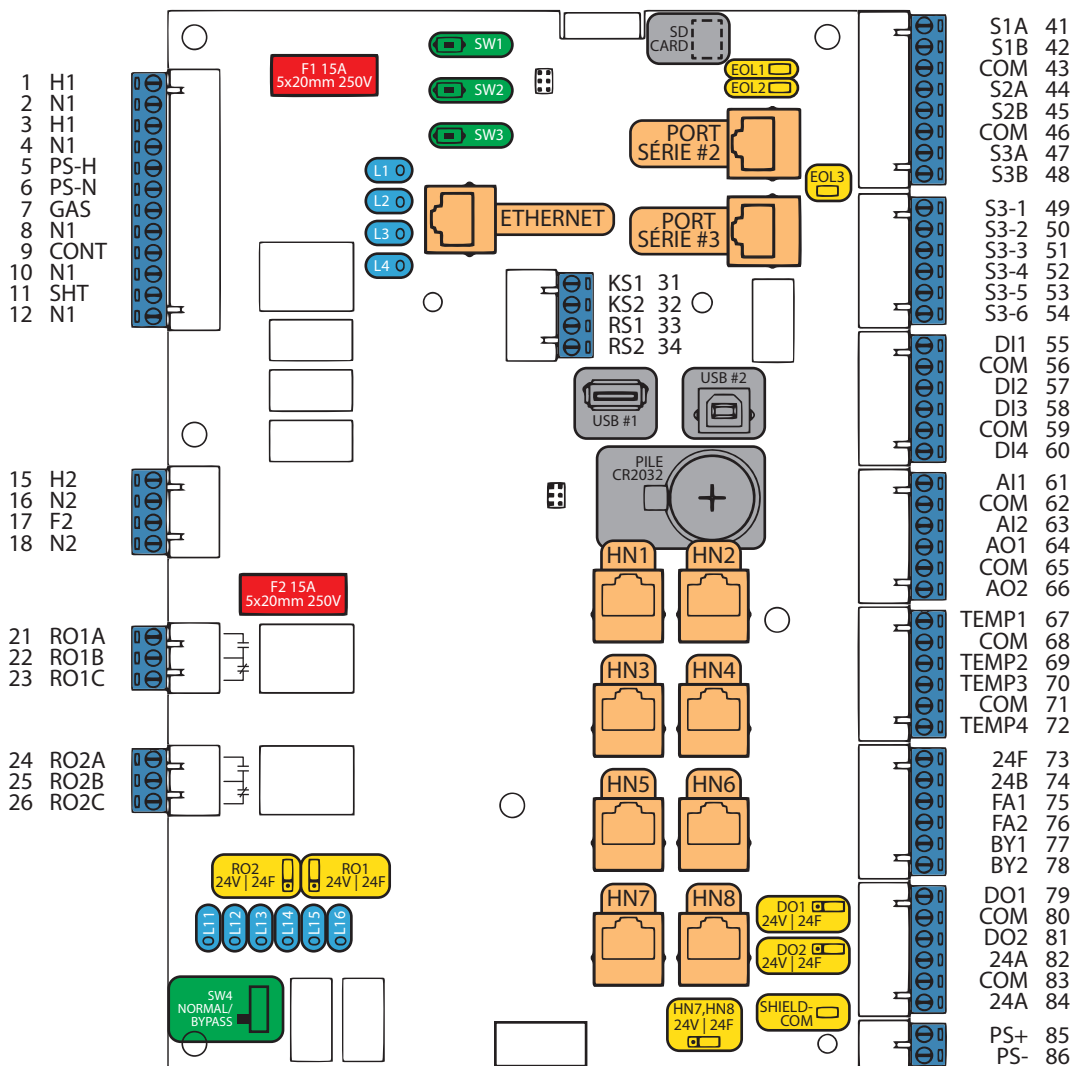 1 H1
2 N1
3 H1
4 N1
5 PS-H
6 PS-N
7 GAS
8 N1
9 CONT
10 N1
11 SHT
12 N1
15 H2
16 N2
17 F2
18 N2
21 RO1A
22 RO1B
23 RO1C
24 RO2A
25 RO2B
26 RO2C
F1 15A
5x20mm 250V
SW1
SW2
SW3
L1
L2
L3
L4
ETHERNET
SD
CARD
EOL1
EOL2
PORT
SÉRIE #2
EOL3
PORT
SÉRIE #3
KS1 31
KS2 32
RS1 33
RS2 34
USB #1
USB #2
PILE
CR2032
HN1
HN2
HN3
HN4
HN5
HN6
HN7
HN8
F2 15A
5x20mm 250V
RO2
24V | 24F
RO1
24V | 24F
L11
L12
L13
L14
L15
L16
SW4
NORMAL/
BYPASS
DO1
24V | 24F
DO2
24V | 24F
HN7,HN8
24V | 24F
SHIELD-
COM
S1A 41
S1B 42
COM 43
S2A 44
S2B 45
COM 46
S3A 47
S3B 48
S3-1 49
S3-2 50
S3-3 51
S3-4 52
S3-5 53
S3-6 54
DI1 55
COM 56
DI2 57
DI3 58
COM 59
DI4 60
AI1 61
COM 62
AI2 63
AO1 64
COM 65
AO2 66
TEMP1 67
COM 68
TEMP2 69
TEMP3 70
COM 71
TEMP4 72
24F 73
24B 74
FA1 75
FA2 76
BY1 77
BY2 78
DO1 79
COM 80
DO2 81
24A 82
COM 83
24A 84
PS+ 85
PS- 86